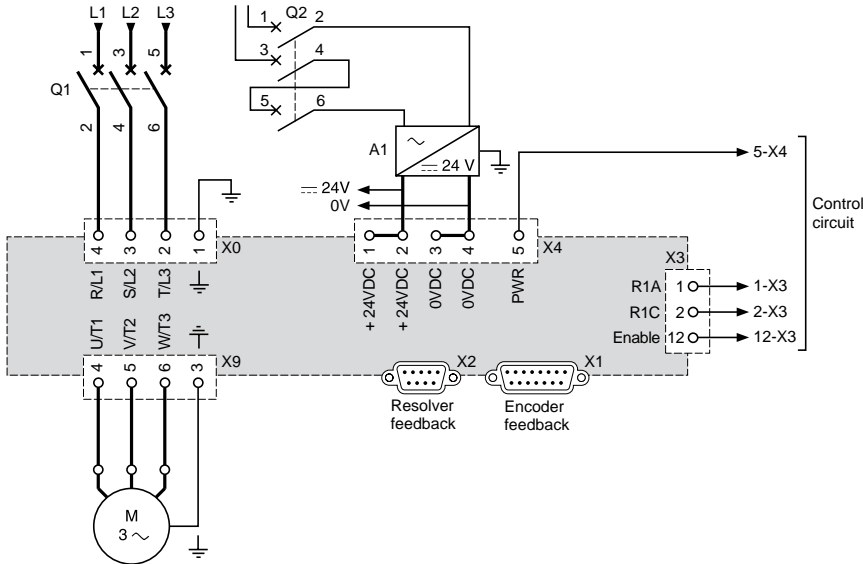 L1 L2 L3
1 3 5
Q1
2 4 6
1 Q2 2
3 4
5 6
A1
24 V
24V
0V
5-X4
Control
circuit
4 3 2 1 X0
R/L1 S/L2 T/L3
1 2 3 4 5 X4
+24VDC +24VDC 0VDC 0VDC PWR
X3
R1A 1 1-X3
R1C 2 2-X3
Enable 12 12-X3
U/T1 V/T2 W/T3
4 5 6 3 X9
X2 X1
Resolver
feedback
Encoder
feedback
M
3